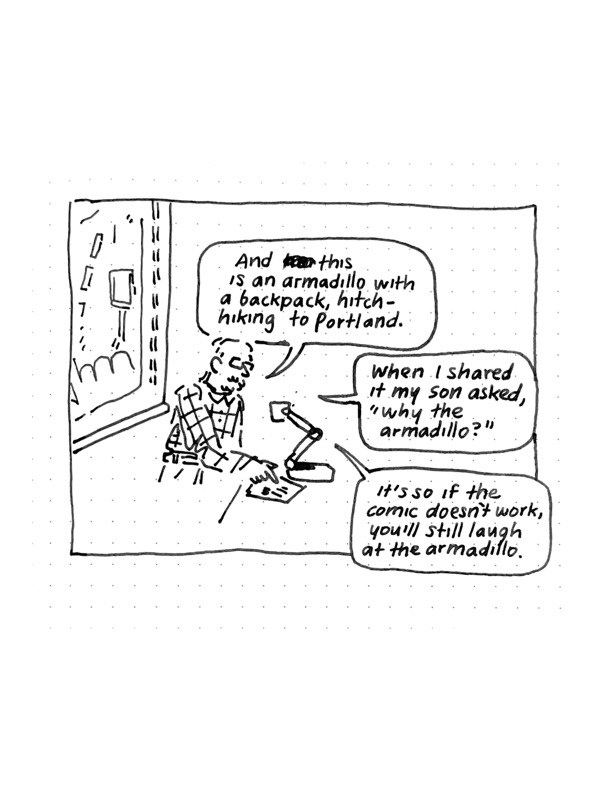 And this
is an armadillo with
a backpack, hitch-
hiking to Portland.
When I shared
it my son asked,
"why the
armadillo?"
it's so if the
comic doesn't work,
you'll still laugh
at the armadillo.